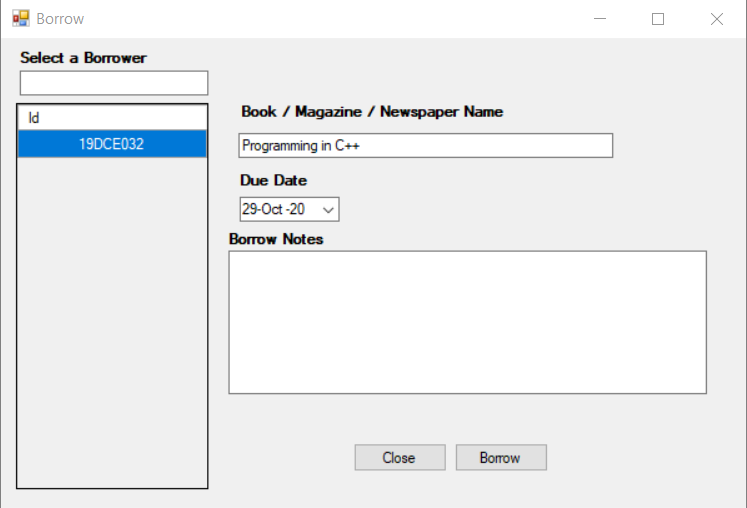 Borrow
Select a Borrower
Id
19DCE032
Book / Magazine / Newspaper Name
Programming in C++
Due Date
29-Oct -20
Borrow Notes
Close
Borrow